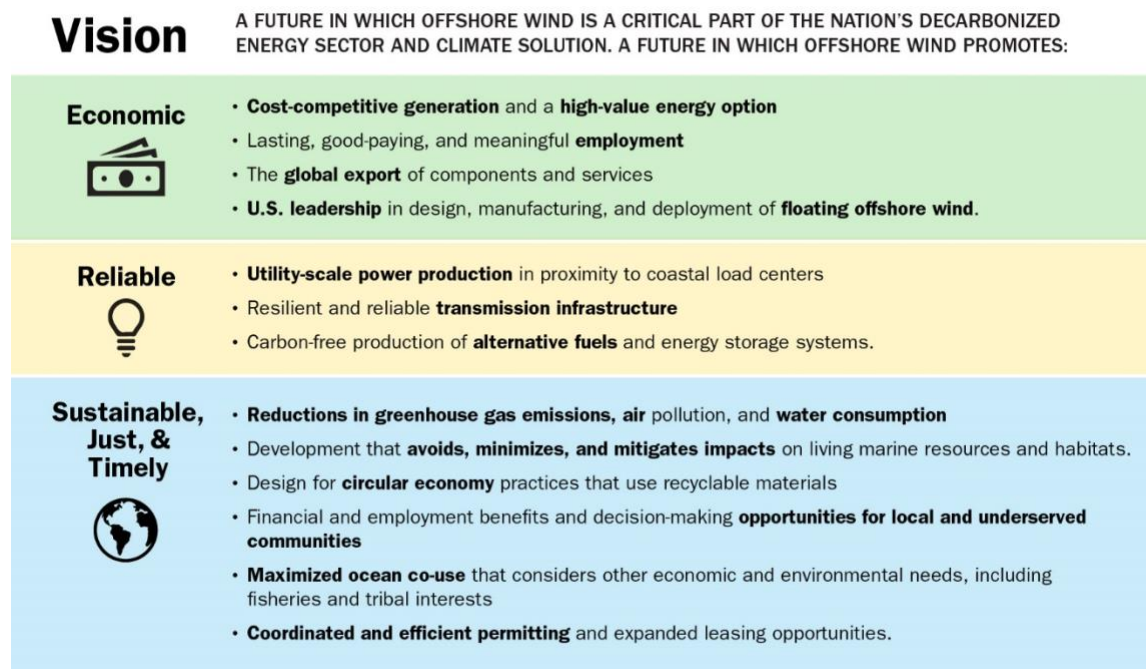 Vision
A FUTURE IN WHICH OFFSHORE WIND IS A CRITICAL PART OF THE NATION'S DECARBONIZED
ENERGY SECTOR AND CLIMATE SOLUTION. A FUTURE IN WHICH OFFSHORE WIND PROMOTES:
Economic
• Cost-competitive generation and a high-value energy option
• Lasting, good-paying, and meaningful employment
• The global export of components and services
• U.S. leadership in design, manufacturing, and deployment of floating offshore wind.
Reliable
• Utility-scale power production in proximity to coastal load centers
• Resilient and reliable transmission infrastructure
• Carbon-free production of alternative fuels and energy storage systems.
Sustainable,
Just, &
Timely
• Reductions in greenhouse gas emissions, air pollution, and water consumption
• Development that avoids, minimizes, and mitigates impacts on living marine resources and habitats.
• Design for circular economy practices that use recyclable materials
• Financial and employment benefits and decision-making opportunities for local and underserved
communities
• Maximized ocean co-use that considers other economic and environmental needs, including
fisheries and tribal interests
• Coordinated and efficient permitting and expanded leasing opportunities.